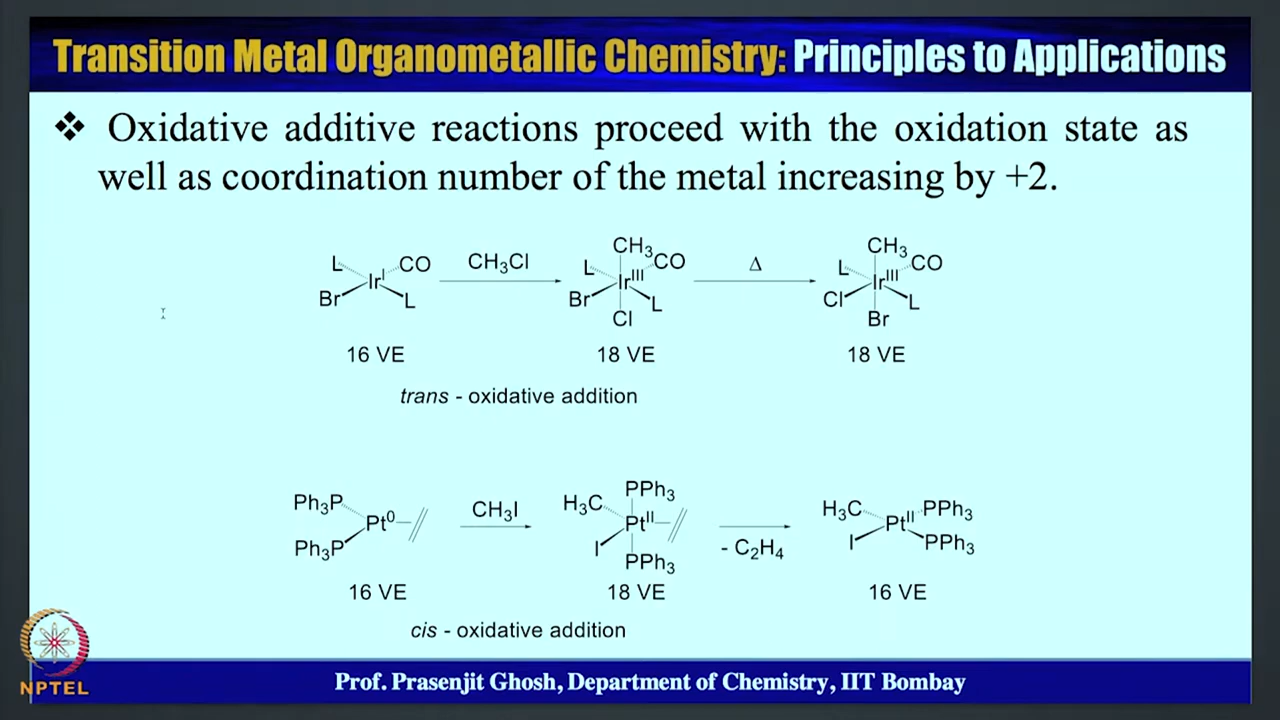 Transition Metal Organometallic Chemistry: Principles to Applications
❖ Oxidative additive reactions proceed with the oxidation state as
well as coordination number of the metal increasing by +2.
L CO Br Ir^I L
CH₃Cl
CH₃ L CO Ir^III Br L Cl
Δ
CH₃ L CO Ir^III Cl L Br
16 VE 18 VE 18 VE
trans - oxidative addition
Ph₃P Pt⁰ Ph₃P
CH₃I
PPh₃ H₃C Pt^II I PPh₃
- C₂H₄
H₃C PPh₃ Pt^II I PPh₃
16 VE 18 VE 16 VE
cis - oxidative addition
NPTEL
Prof. Prasenjit Ghosh, Department of Chemistry, IIT Bombay